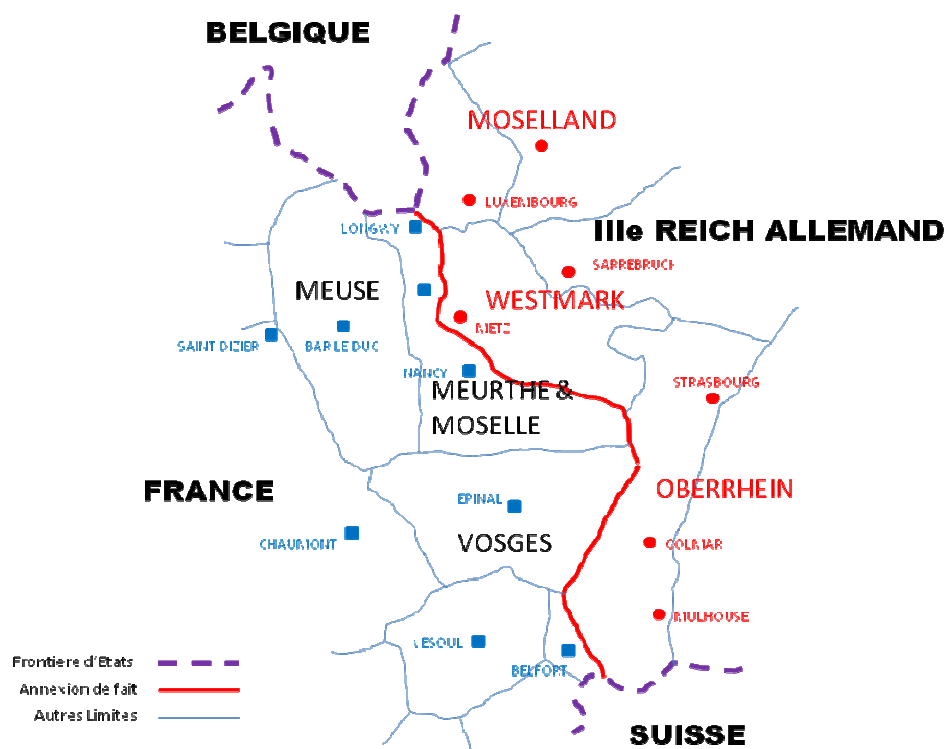 BELGIQUE
MOSELLAND
LUXEMBOURG
LONGWY
IIIe REICH ALLEMAND
SARREBRUCH
MEUSE
WESTMARK
METZ
SAINT DIZIER
BAR LE DUC
NANCY
STRASBOURG
MEURTHE &
MOSELLE
FRANCE
EPINAL
OBERRHEIN
CHAUMONT
VOSGES
COLMAR
MULHOUSE
VESOUL
BELFORT
Frontiere d'Etats
Annexion de fait
Autres Limites
SUISSE